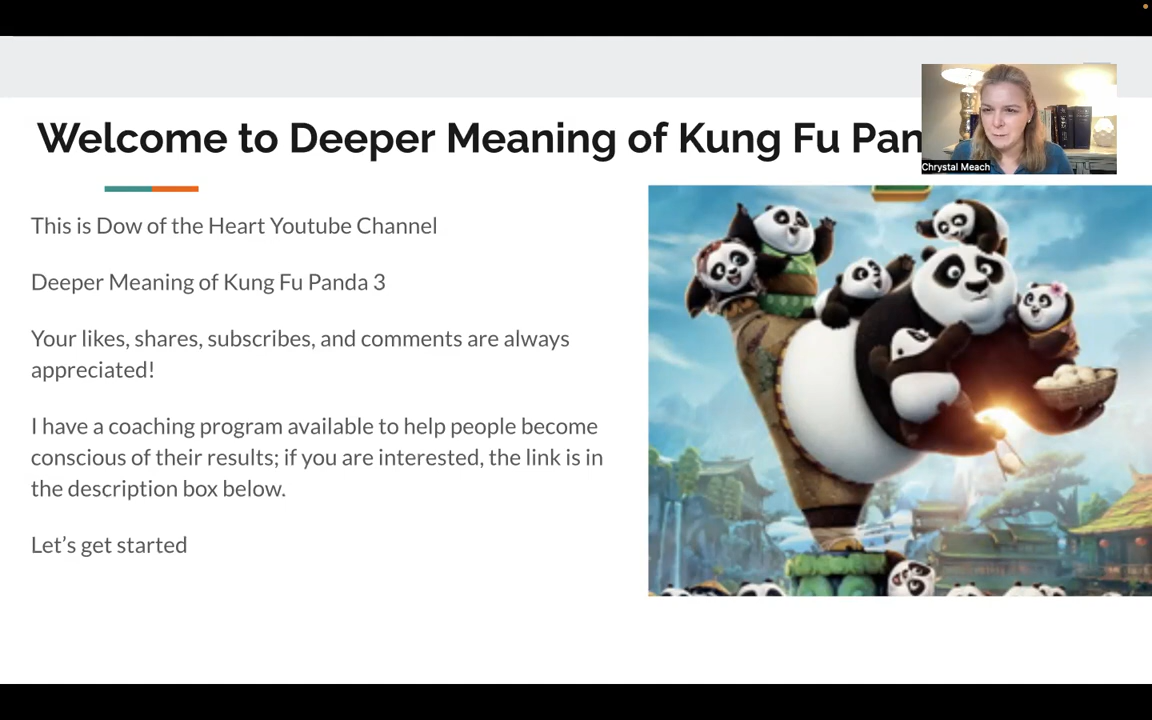 Welcome to Deeper Meaning of Kung Fu Pan
Chrystal Meach
This is Dow of the Heart Youtube Channel
Deeper Meaning of Kung Fu Panda 3
Your likes, shares, subscribes, and comments are always
appreciated!
I have a coaching program available to help people become
conscious of their results; if you are interested, the link is in
the description box below.
Let’s get started